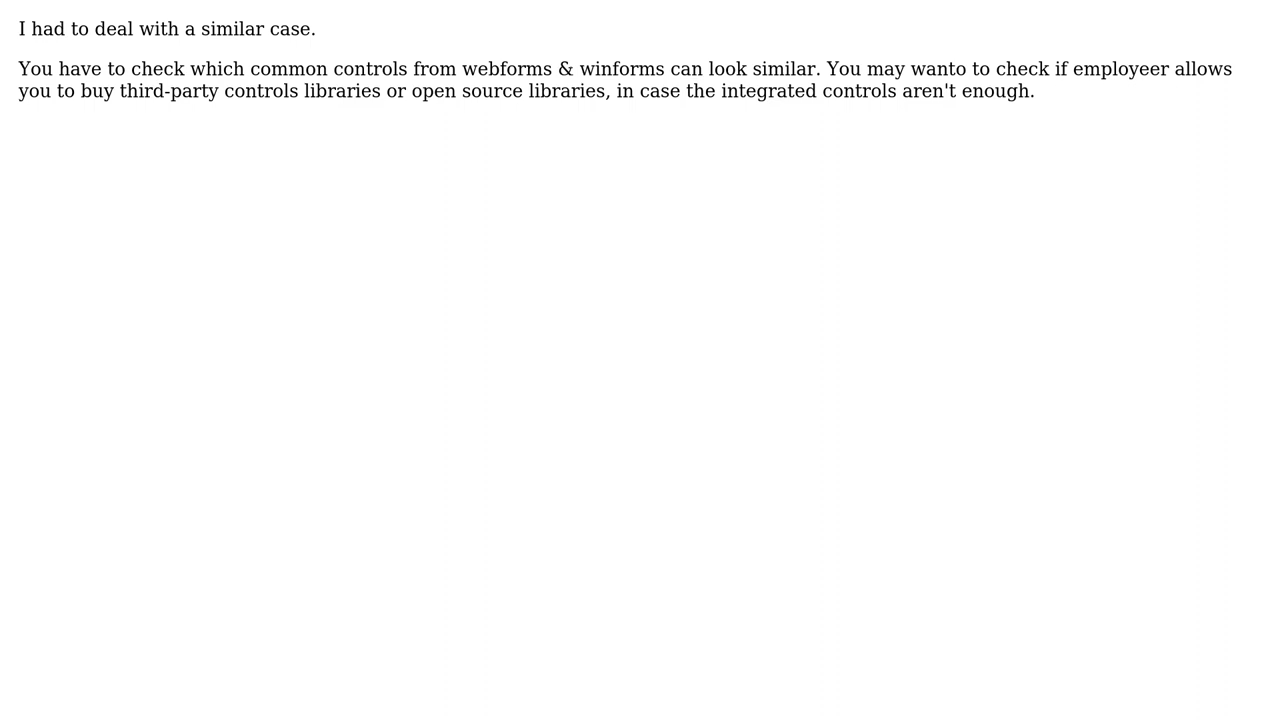 I had to deal with a similar case.
You have to check which common controls from webforms & winforms can look similar. You may wanto to check if employeer allows
you to buy third-party controls libraries or open source libraries, in case the integrated controls aren't enough.